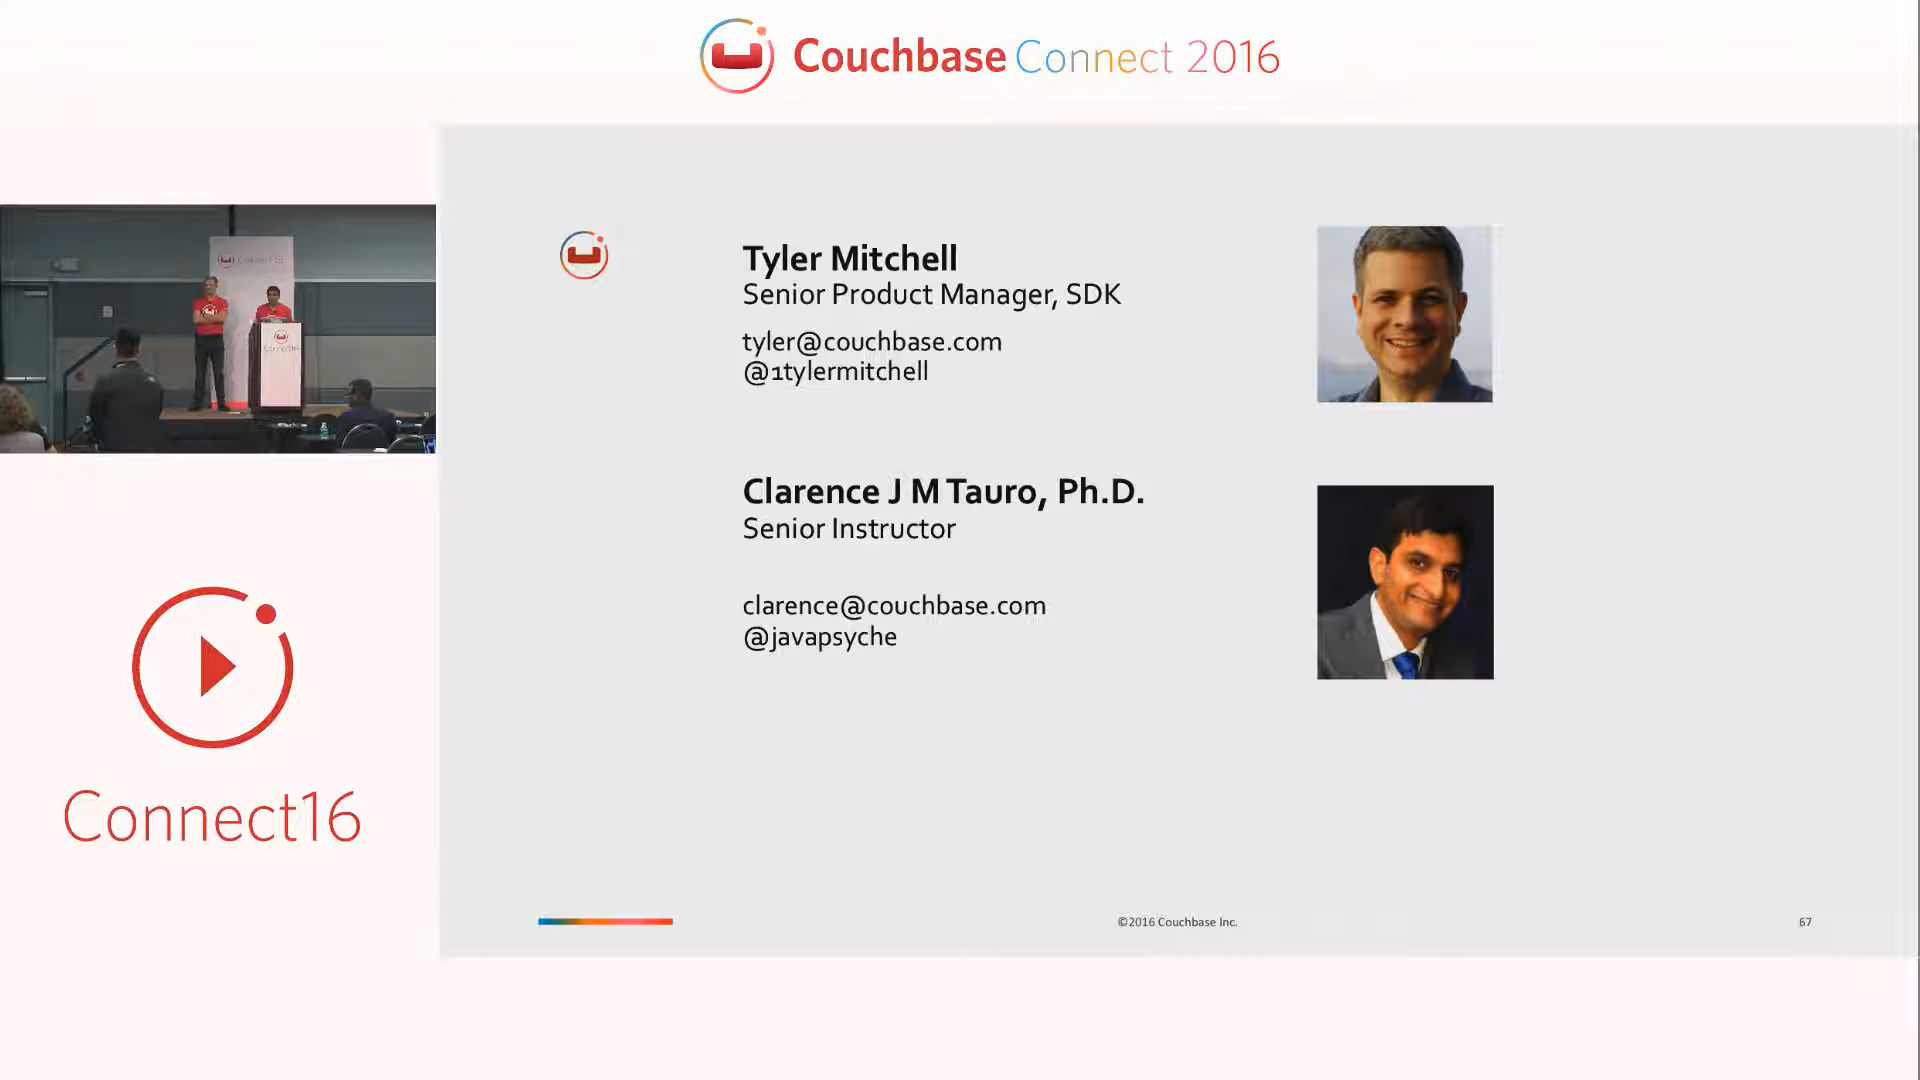 Couchbase Connect 2016
Tyler Mitchell
Senior Product Manager, SDK
tyler@couchbase.com
@1tylermitchell
Clarence J M Tauro, Ph.D.
Senior Instructor
clarence@couchbase.com
@javapsyche
Connect16
©2016 Couchbase Inc.
67